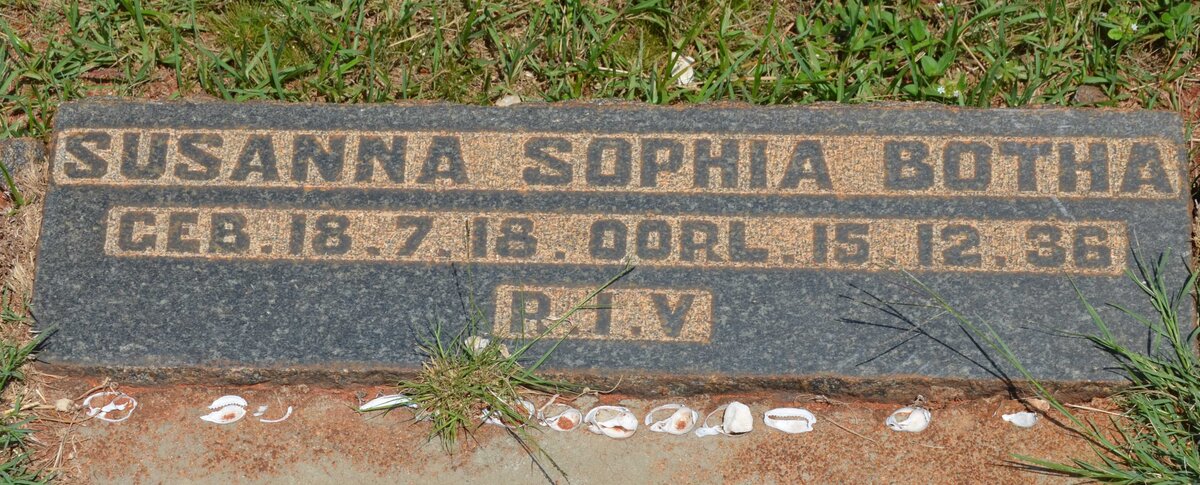 SUSANNA SOPHIA BOTHA
GEB. 18.7.18. OORL. 15.12.36
R.I.V